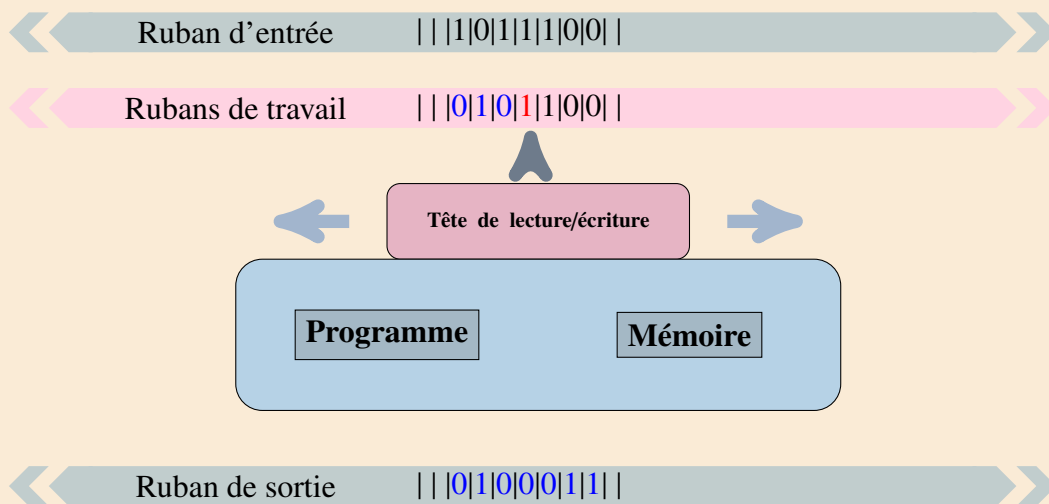 Ruban d’entrée | | |1|0|1|1|1|0|0| |
Rubans de travail | | |0|1|0|1|1|0|0| |
Tête de lecture/écriture
Programme Mémoire
Ruban de sortie | | |0|1|0|0|0|1|1| |